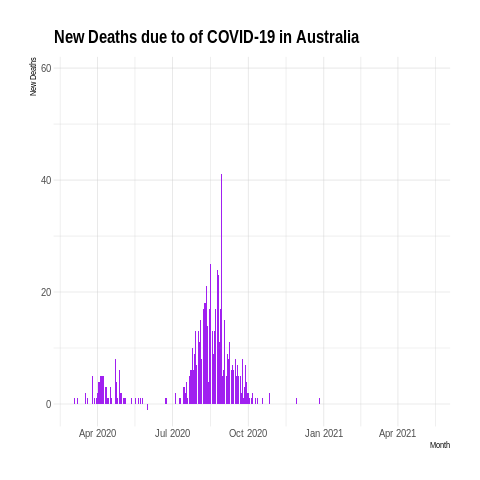 New Deaths due to of COVID-19 in Australia
New Deaths
60
40
20
0
Apr 2020 Jul 2020 Oct 2020 Jan 2021 Apr 2021
Month